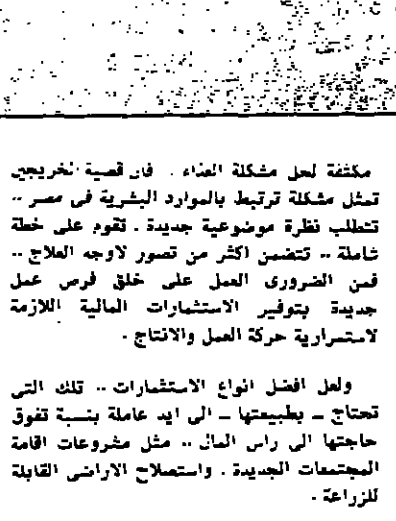 مكثفة لحل مشكلة الغذاء . فان قضية الخريجين
تمثل مشكلة ترتبط بالموارد البشرية فى مصر ..
تتطلب نظرة موضوعية جديدة . تقوم على خطة
شاملة .. تتضمن اكثر من تصور لاوجه العلاج ..
فمن الضرورى العمل على خلق فرص عمل
جديدة بتوفير الاستثمارات المالية اللازمة
لاستمرارية حركة العمل والانتاج .
ولعل افضل انواع الاستثمارات .. تلك التى
تحتاج ــ بطبيعتها ــ الى ايد عاملة بنسبة تفوق
حاجتها الى راس المال .. مثل مشروعات اقامة
المجتمعات الجديدة . واستصلاح الاراضى القابلة
للزراعة .